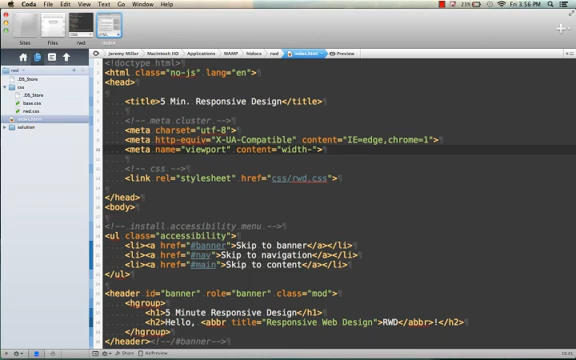 Coda File Edit View Text Go Window Help 23% Fri 3:56 PM
Sites Files rwd index
Jeremy Miller Macintosh HD Applications MAMP htdocs rwd index.html Preview
rwd
.DS_Store
css
.DS_Store
base.css
rwd.css
index.html
solution
<!doctype html>
<html class="no-js" lang="en">
<head>
<title>5 Min. Responsive Design</title>
<!-- meta cluster -->
<meta charset="utf-8">
<meta http-equiv="X-UA-Compatible" content="IE=edge,chrome=1">
<meta name="viewport" content="width-">
<!-- css -->
<link rel="stylesheet" href="css/rwd.css">
</head>
<body>
<!-- install accessibility menu -->
<ul class="accessibility">
<li><a href="#banner">Skip to banner</a></li>
<li><a href="#nav">Skip to navigation</a></li>
<li><a href="#main">Skip to content</a></li>
</ul>
<header id="banner" role="banner" class="mod">
<hgroup>
<h1>5 Minute Responsive Design</h1>
<h2>Hello, <abbr title="Responsive Web Design">RWD</abbr>!</h2>
</hgroup>
</header><!--/#banner-->
Share No Preview